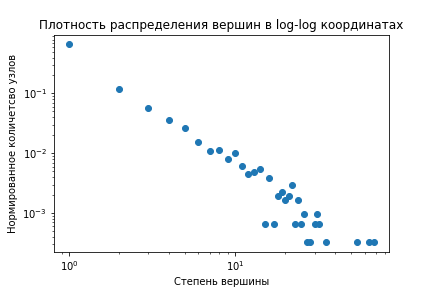 Плотность распределения вершин в log-log координатах
Нормированное количетсво узлов
10⁻¹
10⁻²
10⁻³
10⁰
10¹
Степень вершины